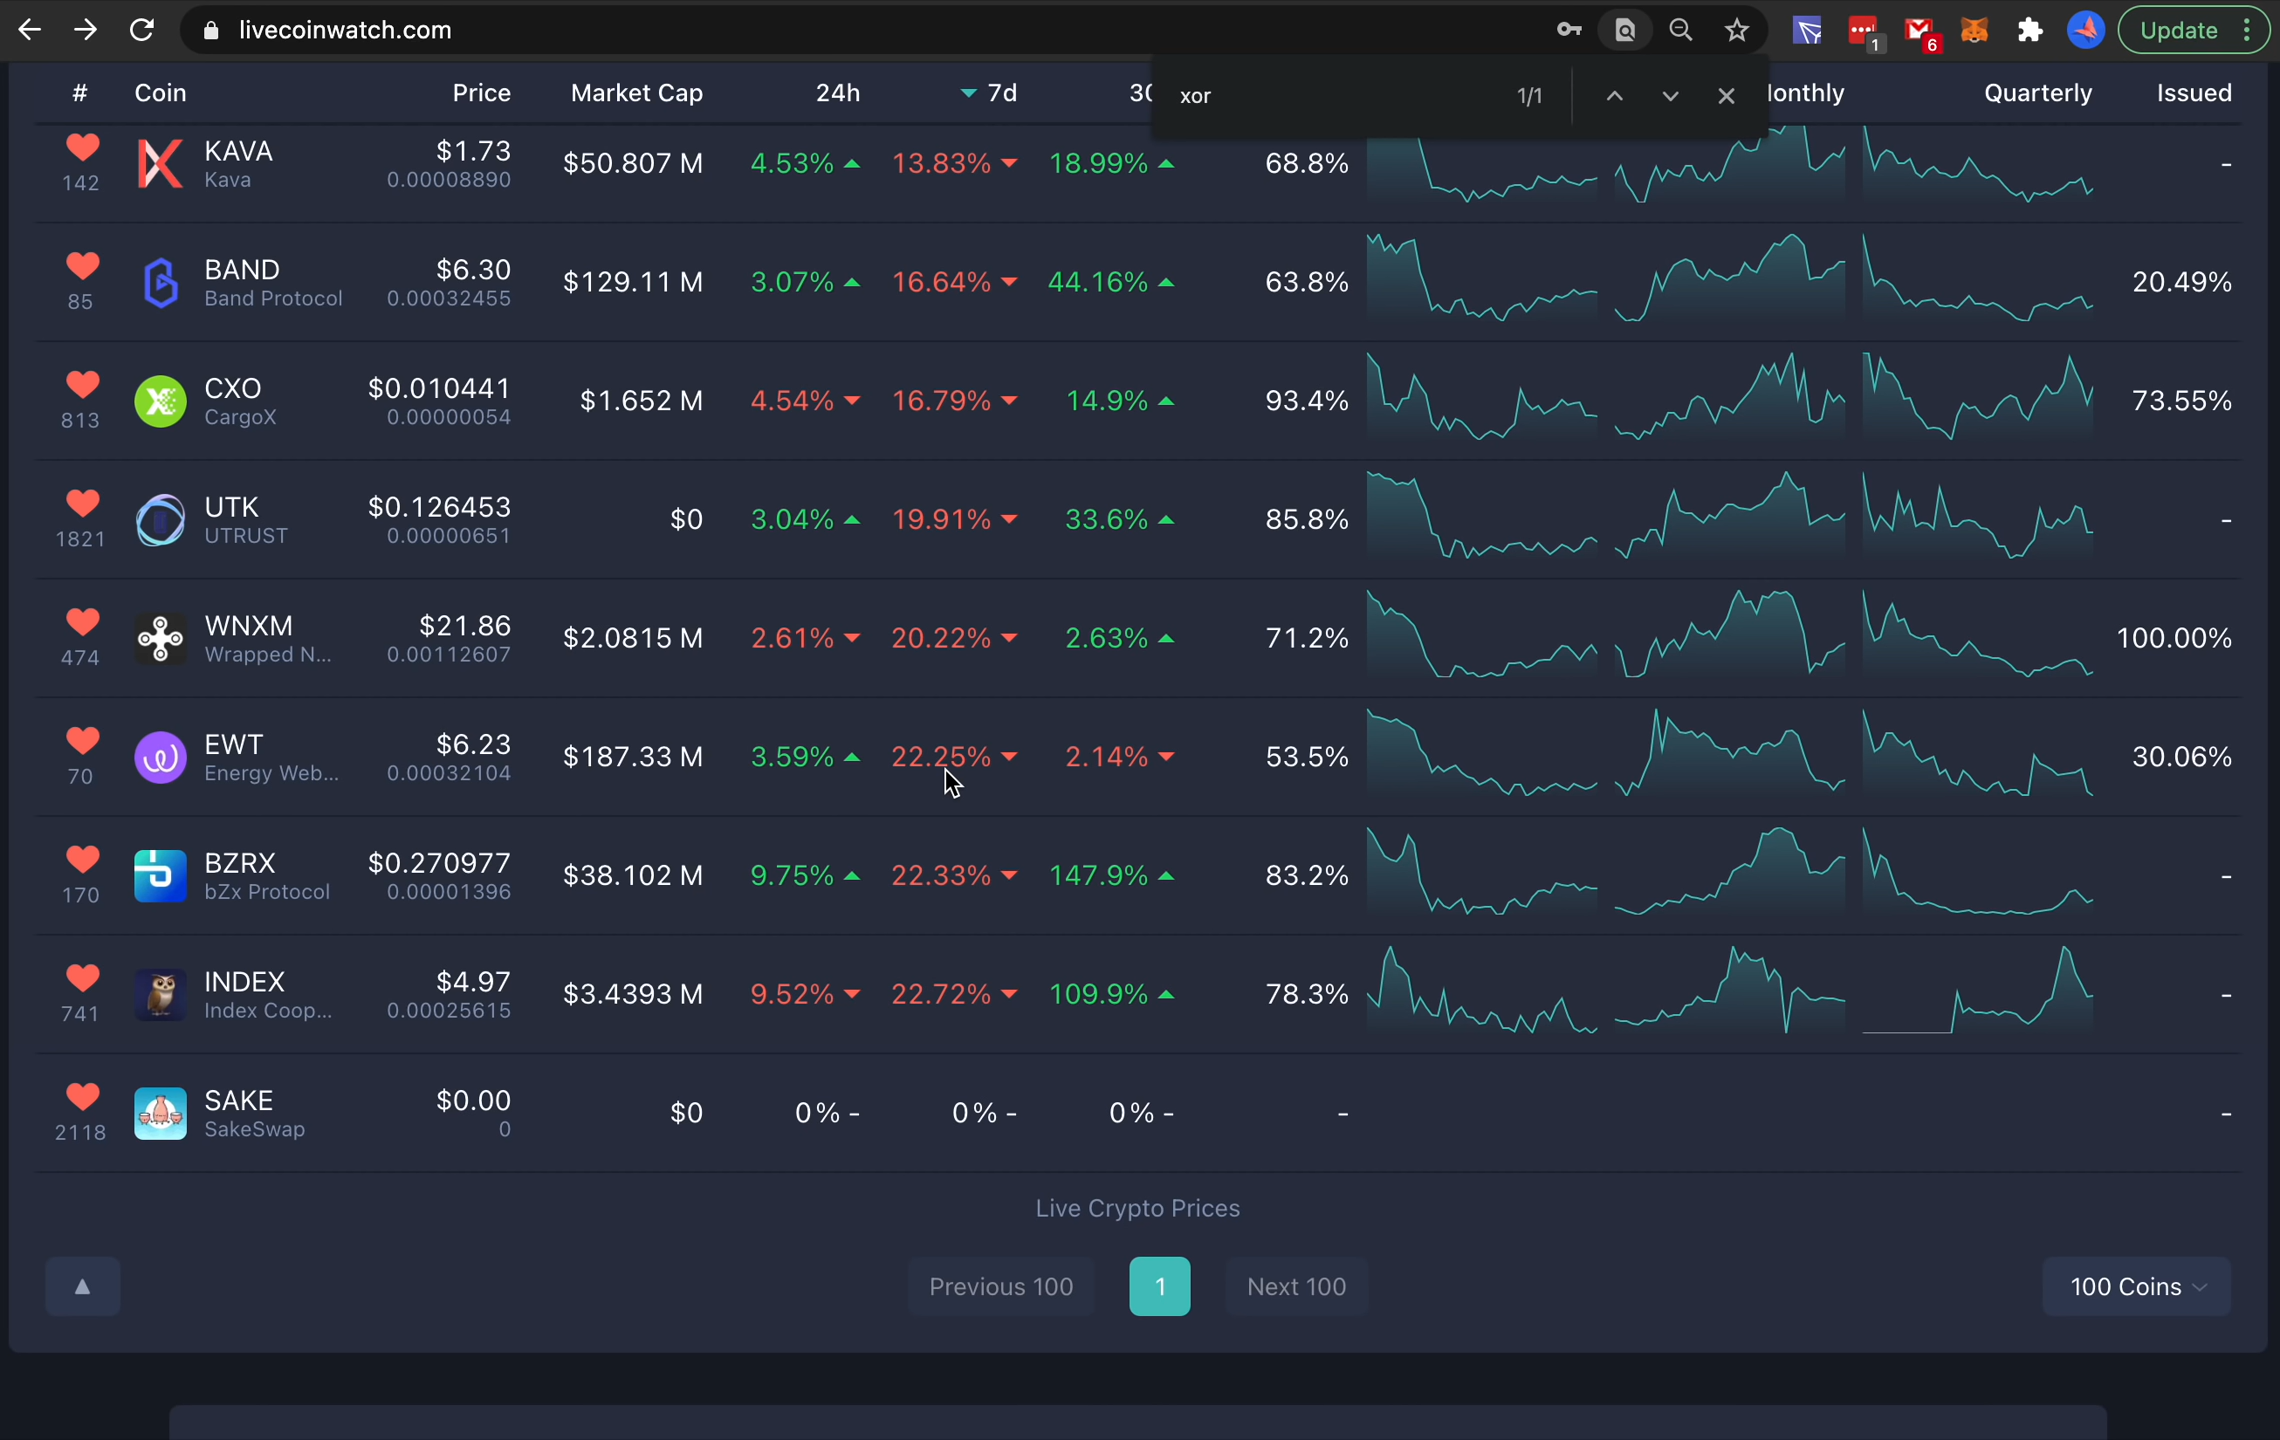 livecoinwatch.com
1
6
Update
xor 1/1
# Coin Price Market Cap 24h 7d Quarterly Issued
KAVA $1.73 $50.807 M 4.53% 13.83% 18.99% 68.8% -
142 Kava 0.00008890
BAND $6.30 $129.11 M 3.07% 16.64% 44.16% 63.8% 20.49%
85 Band Protocol 0.00032455
CXO $0.010441 $1.652 M 4.54% 16.79% 14.9% 93.4% 73.55%
813 CargoX 0.00000054
UTK $0.126453 $0 3.04% 19.91% 33.6% 85.8% -
1821 UTRUST 0.00000651
WNXM $21.86 $2.0815 M 2.61% 20.22% 2.63% 71.2% 100.00%
474 Wrapped N... 0.00112607
EWT $6.23 $187.33 M 3.59% 22.25% 2.14% 53.5% 30.06%
70 Energy Web... 0.00032104
BZRX $0.270977 $38.102 M 9.75% 22.33% 147.9% 83.2% -
170 bZx Protocol 0.00001396
INDEX $4.97 $3.4393 M 9.52% 22.72% 109.9% 78.3% -
741 Index Coop... 0.00025615
SAKE $0.00 $0 0% - 0% - 0% - - -
2118 SakeSwap 0
Live Crypto Prices
Previous 100 1 Next 100 100 Coins